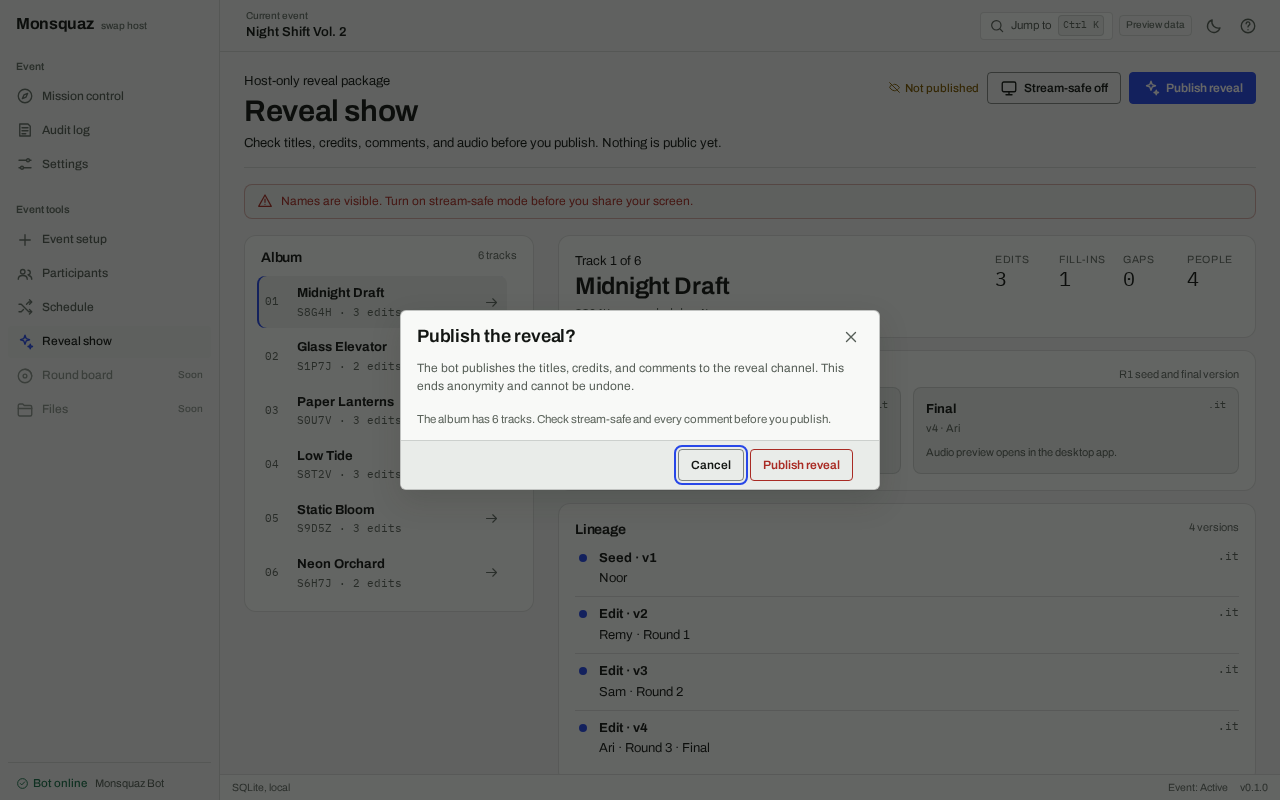 Monsquaz swap host
Event
Mission control
Audit log
Settings
Event tools
Event setup
Participants
Schedule
Reveal show
Round board Soon
Files Soon
Bot online Monsquaz Bot
Current event
Night Shift Vol. 2
Jump to Ctrl K
Preview data
Host-only reveal package
Reveal show
Check titles, credits, comments, and audio before you publish. Nothing is public yet.
Not published
Stream-safe off
Publish reveal
Names are visible. Turn on stream-safe mode before you share your screen.
Album 6 tracks
01 Midnight Draft
S8G4H · 3 edits
02 Glass Elevator
S1P7J · 2 edits
03 Paper Lanterns
S0U7V · 3 edits
04 Low Tide
S8T2V · 3 edits
05 Static Bloom
S9D5Z · 3 edits
06 Neon Orchard
S6H7J · 2 edits
Track 1 of 6
Midnight Draft
EDITS FILL-INS GAPS PEOPLE
3 1 0 4
Publish the reveal?
The bot publishes the titles, credits, and comments to the reveal channel. This
ends anonymity and cannot be undone.
The album has 6 tracks. Check stream-safe and every comment before you publish.
Cancel
Publish reveal
R1 seed and final version
Final .it
v4 · Ari
Audio preview opens in the desktop app.
Lineage 4 versions
Seed · v1 .it
Noor
Edit · v2 .it
Remy · Round 1
Edit · v3 .it
Sam · Round 2
Edit · v4 .it
Ari · Round 3 · Final
SQLite, local
Event: Active v0.1.0